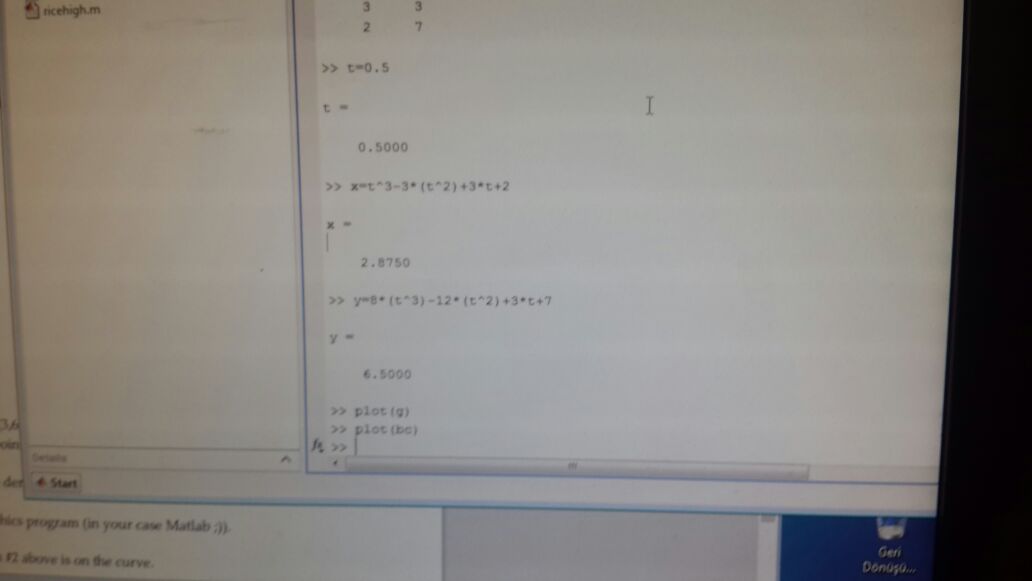 ricehigh.m
3 3
2 7
>> t=0.5
t =
0.5000
>> x=t^3-3*(t^2)+3*t+2
x =
2.8750
>> y=8*(t^3)-12*(t^2)+3*t+7
y =
6.5000
>> plot(g)
>> plot(bc)
fx >>
(3,6
oin
Details
der
Start
hics program (in your case Matlab ;)).
#2 above is on the curve.
Geri
Dönüşü...